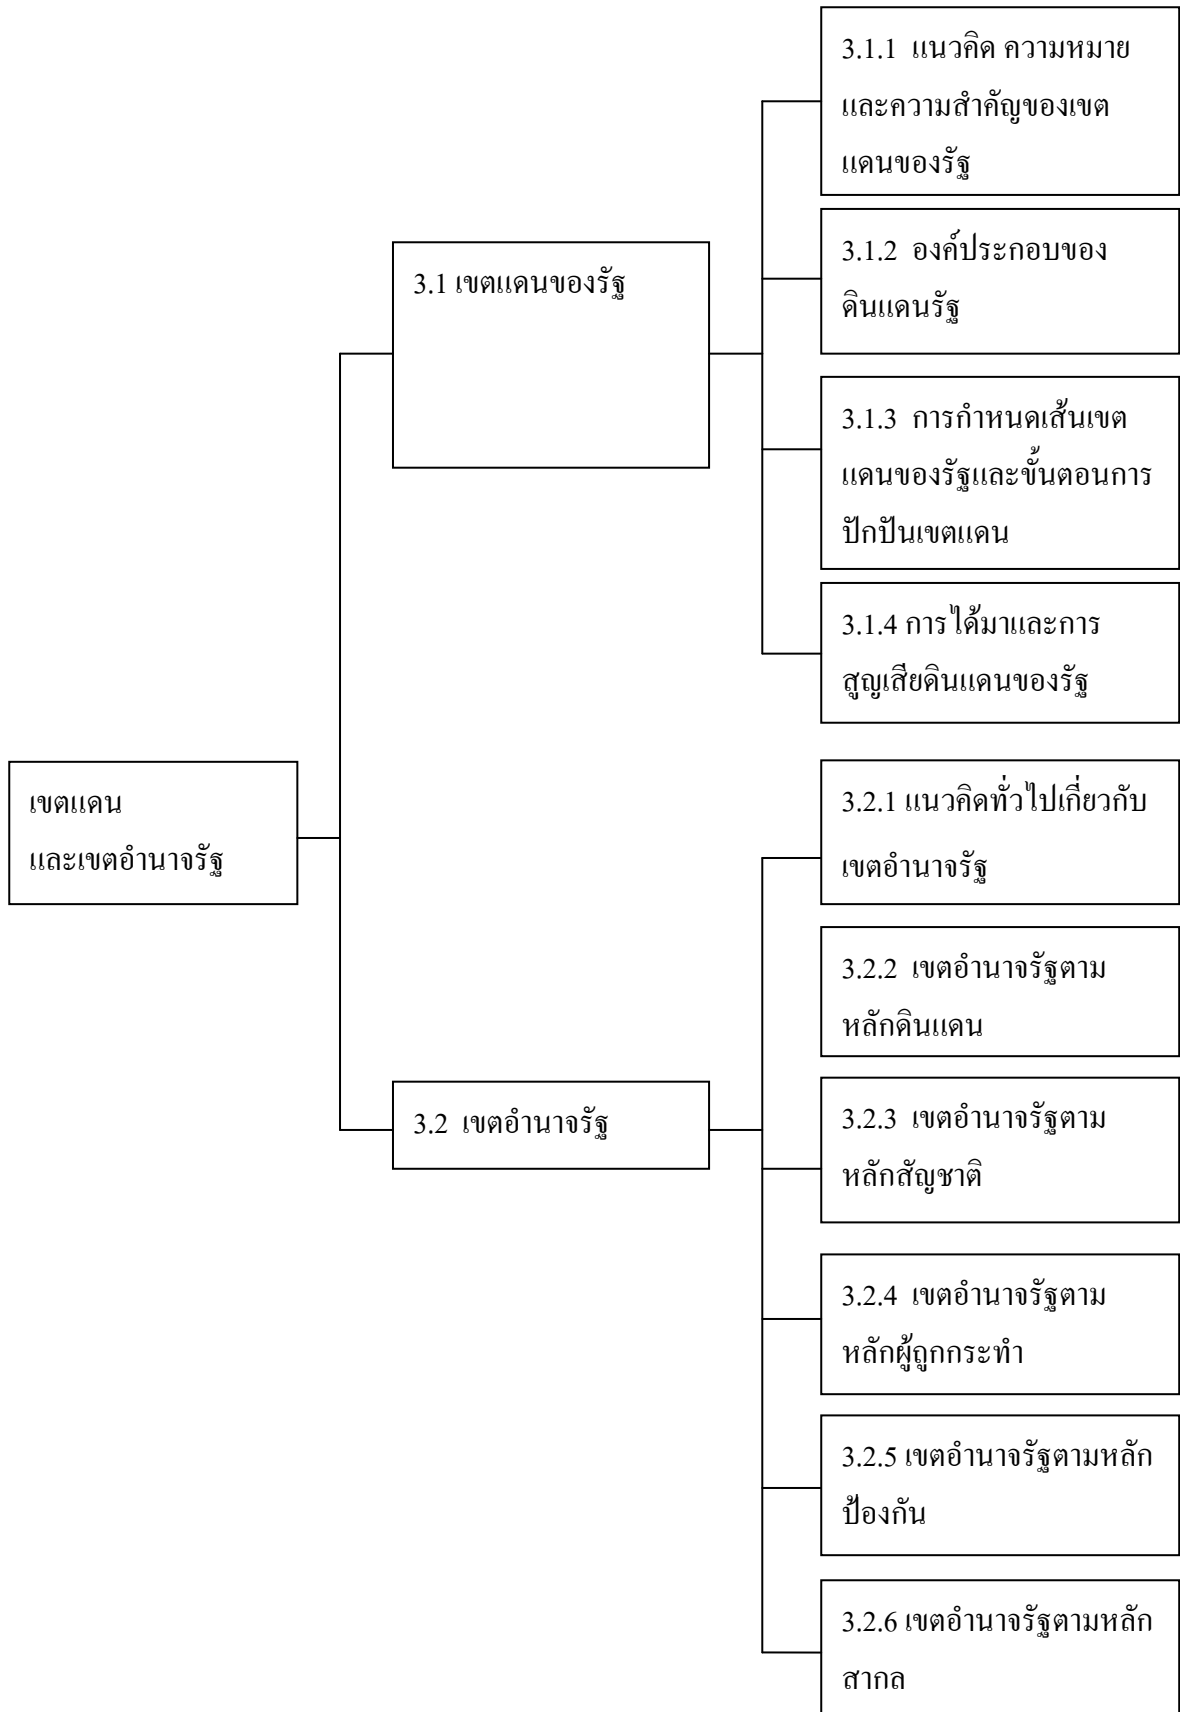 เขตแดน
และเขตอำนาจรัฐ
3.1 เขตแดนของรัฐ
3.1.1 แนวคิด ความหมาย
และความสำคัญของเขต
แดนของรัฐ
3.1.2 องค์ประกอบของ
ดินแดนรัฐ
3.1.3 การกำหนดเส้นเขต
แดนของรัฐและขั้นตอนการ
ปักปันเขตแดน
3.1.4 การได้มาและการ
สูญเสียดินแดนของรัฐ
3.2 เขตอำนาจรัฐ
3.2.1 แนวคิดทั่วไปเกี่ยวกับ
เขตอำนาจรัฐ
3.2.2 เขตอำนาจรัฐตาม
หลักดินแดน
3.2.3 เขตอำนาจรัฐตาม
หลักสัญชาติ
3.2.4 เขตอำนาจรัฐตาม
หลักผู้ถูกกระทำ
3.2.5 เขตอำนาจรัฐตามหลัก
ป้องกัน
3.2.6 เขตอำนาจรัฐตามหลัก
สากล